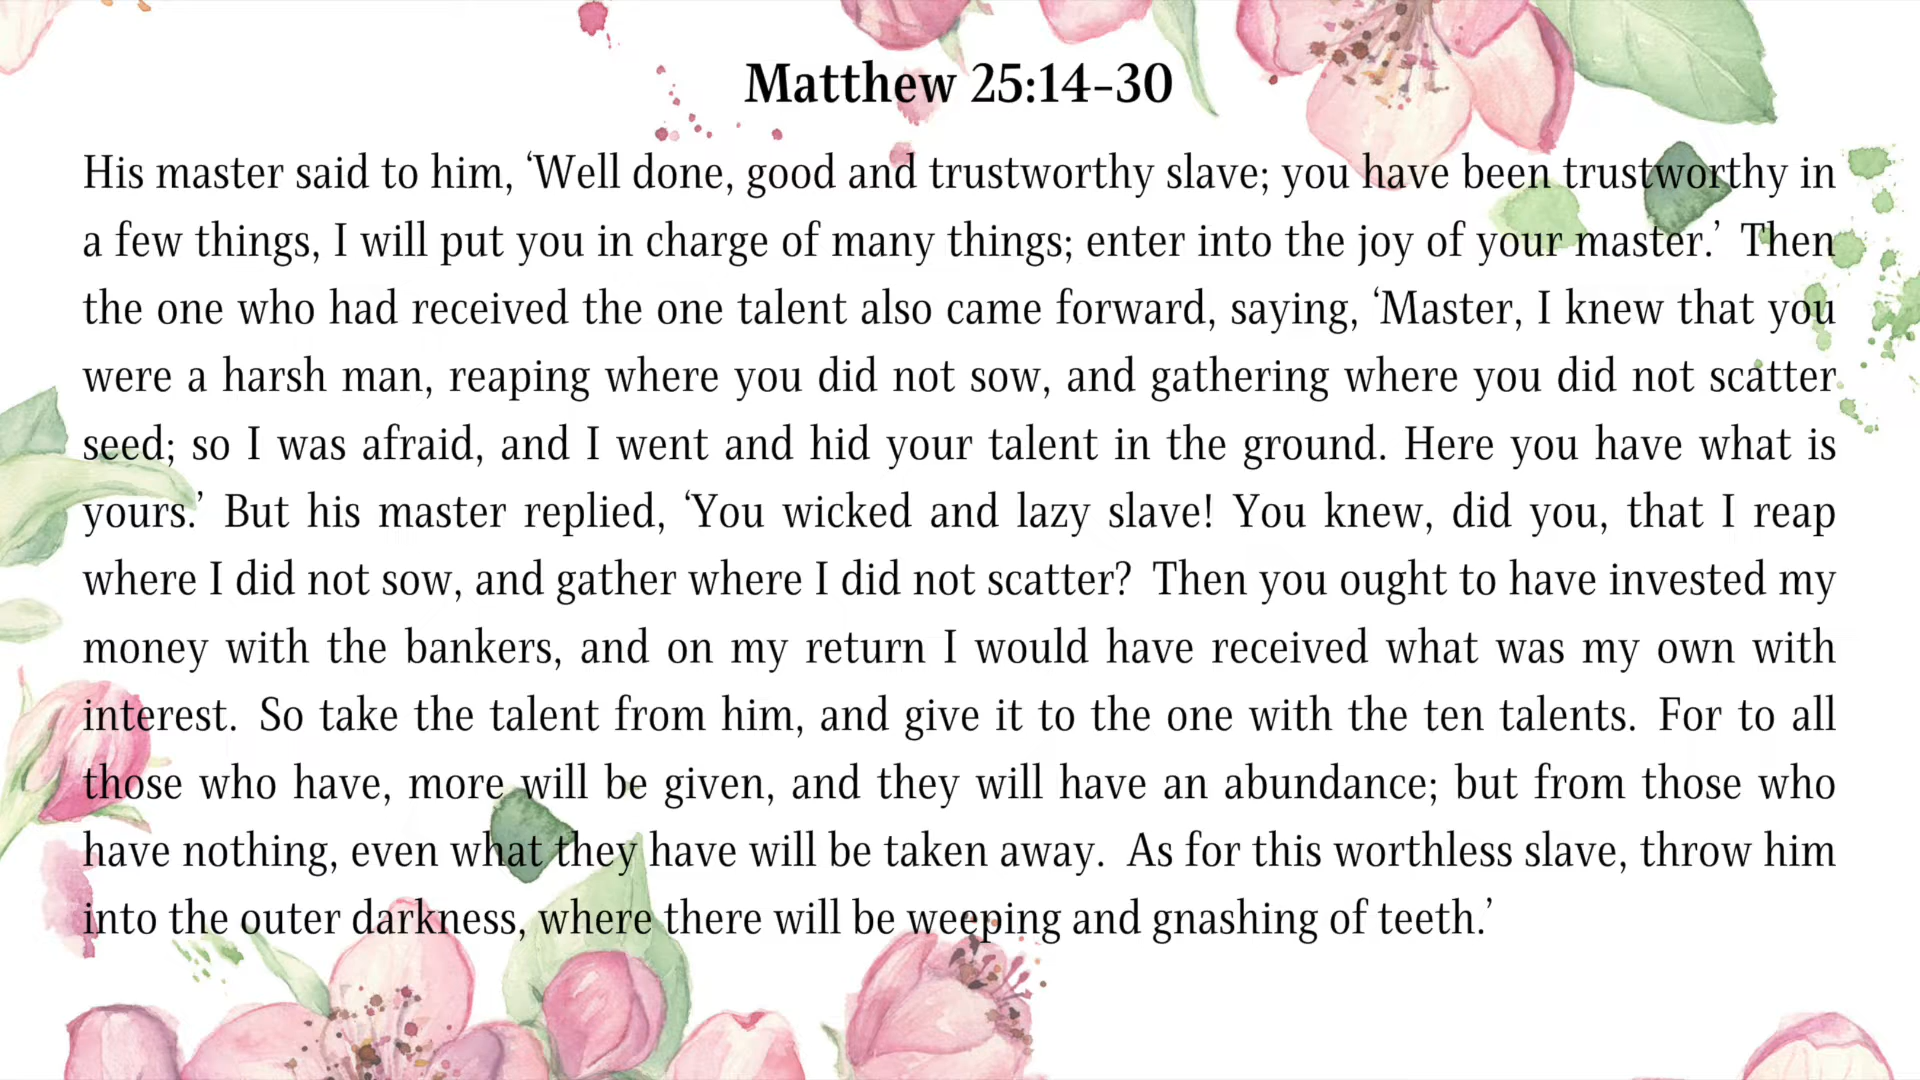 Matthew 25:14-30
His master said to him, ‘Well done, good and trustworthy slave; you have been trustworthy in
a few things, I will put you in charge of many things; enter into the joy of your master.’ Then
the one who had received the one talent also came forward, saying, ‘Master, I knew that you
were a harsh man, reaping where you did not sow, and gathering where you did not scatter
seed; so I was afraid, and I went and hid your talent in the ground. Here you have what is
yours.’ But his master replied, ‘You wicked and lazy slave! You knew, did you, that I reap
where I did not sow, and gather where I did not scatter? Then you ought to have invested my
money with the bankers, and on my return I would have received what was my own with
interest. So take the talent from him, and give it to the one with the ten talents. For to all
those who have, more will be given, and they will have an abundance; but from those who
have nothing, even what they have will be taken away. As for this worthless slave, throw him
into the outer darkness, where there will be weeping and gnashing of teeth.’